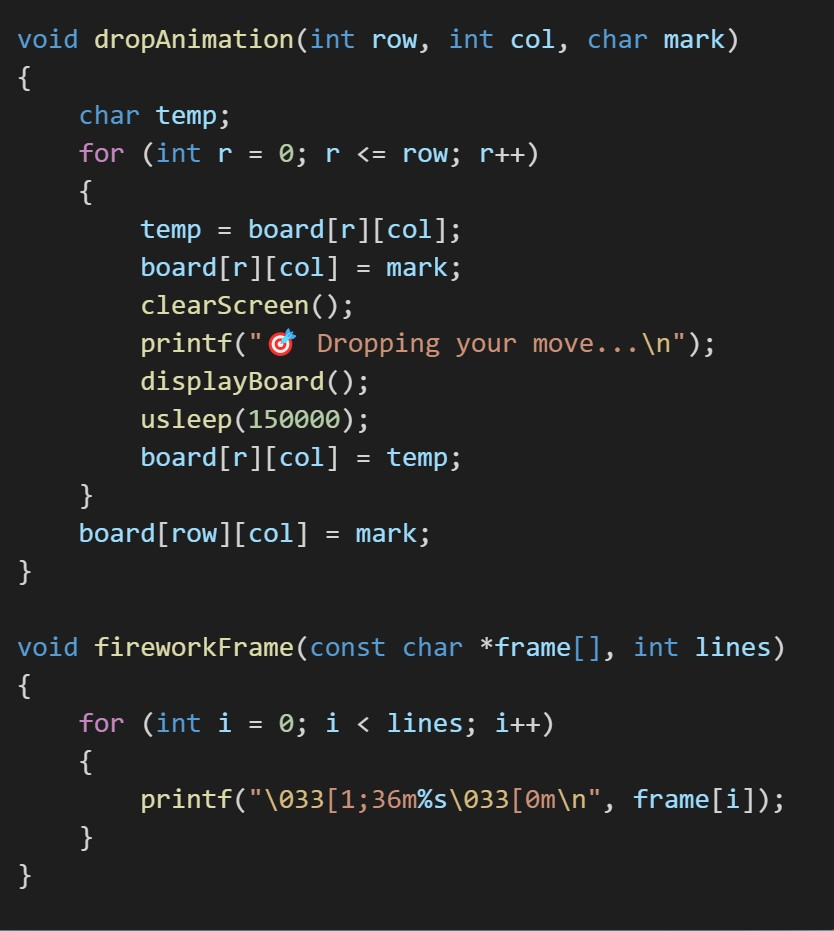 void dropAnimation(int row, int col, char mark)
{
    char temp;
    for (int r = 0; r <= row; r++)
    {
        temp = board[r][col];
        board[r][col] = mark;
        clearScreen();
        printf("🎯 Dropping your move...\n");
        displayBoard();
        usleep(150000);
        board[r][col] = temp;
    }
    board[row][col] = mark;
}

void fireworkFrame(const char *frame[], int lines)
{
    for (int i = 0; i < lines; i++)
    {
        printf("\033[1;36m%s\033[0m\n", frame[i]);
    }
}